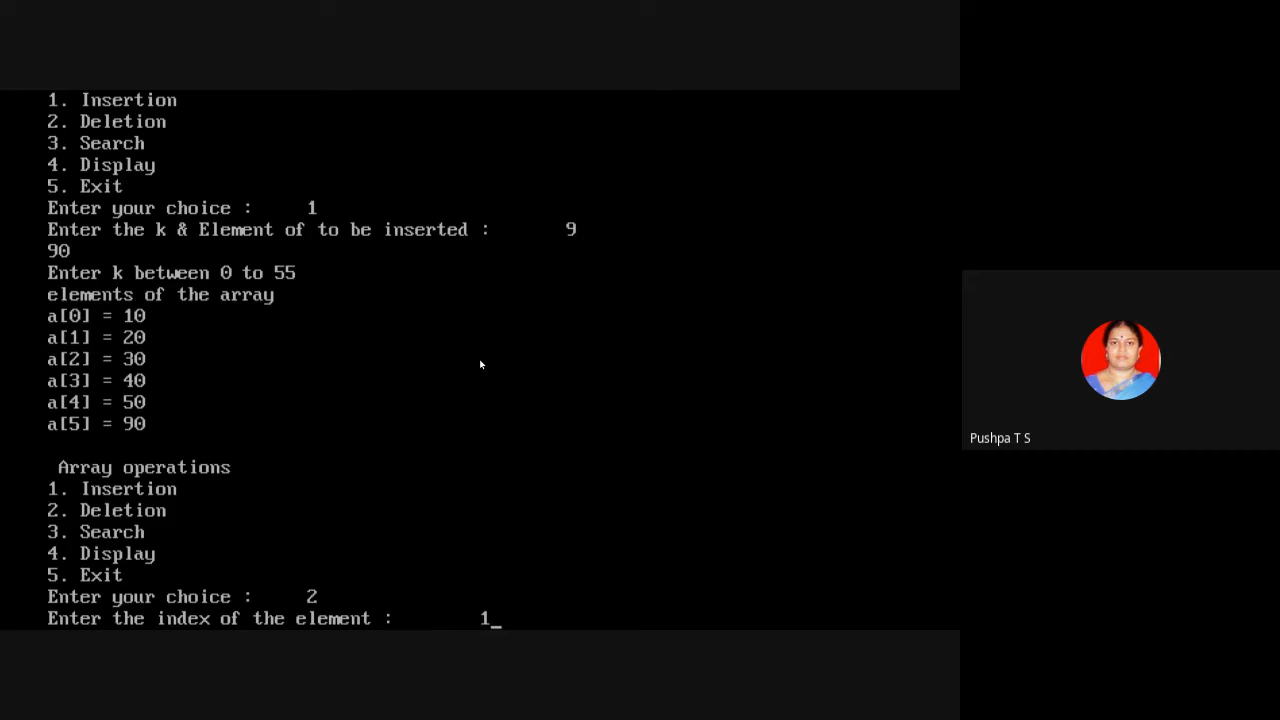 1. Insertion
2. Deletion
3. Search
4. Display
5. Exit
Enter your choice : 1
Enter the k & Element of to be inserted : 9
90
Enter k between 0 to 55
elements of the array
a[0] = 10
a[1] = 20
a[2] = 30
a[3] = 40
a[4] = 50
a[5] = 90
Array operations
1. Insertion
2. Deletion
3. Search
4. Display
5. Exit
Enter your choice : 2
Enter the index of the element : 1_
Pushpa T S